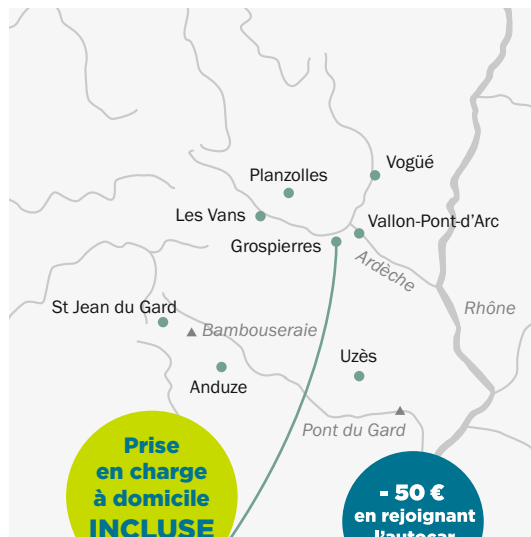 Vogüé
Planzolles
Les Vans
Vallon-Pont-d'Arc
Grospierres
Ardèche
Rhône
St Jean du Gard
Bambouseraie
Uzès
Anduze
Pont du Gard
Prise
en charge
à domicile
INCLUSE
- 50 €
en rejoignant
l'autocar